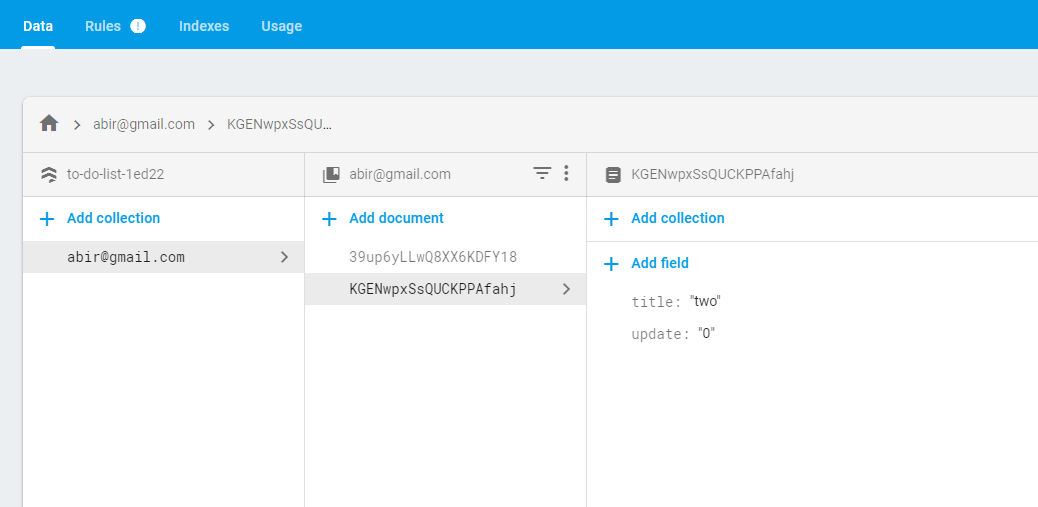 Data Rules ! Indexes Usage
abir@gmail.com KGENwpxSsQU...
to-do-list-1ed22
abir@gmail.com
KGENwpxSsQUCKPPAfahj
Add collection
Add document
Add collection
abir@gmail.com
39up6yLLwQ8XX6KDFY18
Add field
KGENwpxSsQUCKPPAfahj
title: "two"
update: "0"